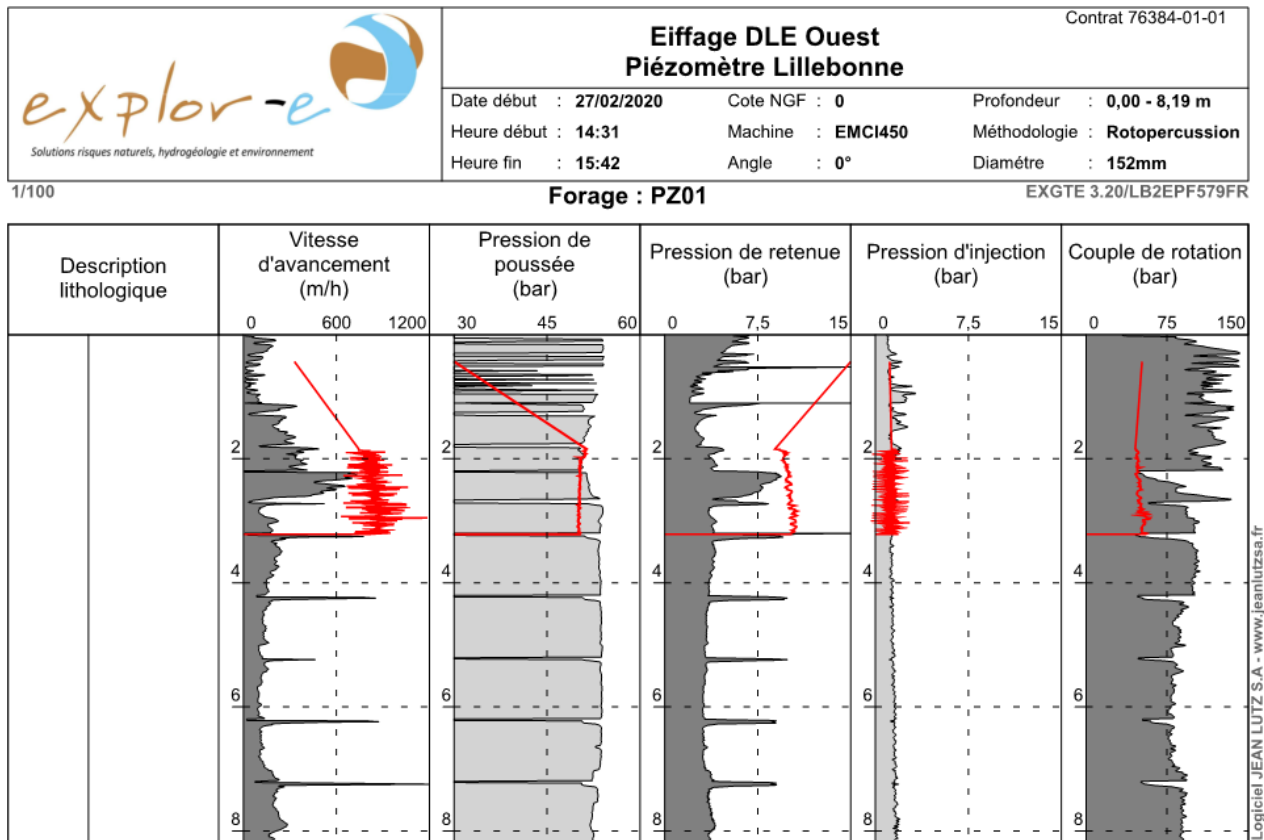 explor-e
Solutions risques naturels, hydrogéologie et environnement
Contrat 76384-01-01
Eiffage DLE Ouest
Piézomètre Lillebonne
Date début : 27/02/2020 Cote NGF : 0 Profondeur : 0,00 - 8,19 m
Heure début : 14:31 Machine : EMCI450 Méthodologie : Rotopercussion
Heure fin : 15:42 Angle : 0° Diamétre : 152mm
1/100 Forage : PZ01 EXGTE 3.20/LB2EPF579FR
Description
lithologique
Vitesse
d'avancement
(m/h)
0 600 1200
Pression de
poussée
(bar)
30 45 60
Pression de retenue
(bar)
0 7,5 15
Pression d'injection
(bar)
0 7,5 15
Couple de rotation
(bar)
0 75 150
2 2 2 2 2
4 4 4 4 4
6 6 6 6 6
8 8 8 8 8
Logiciel JEAN LUTZ S.A - www.jeanlutzsa.fr